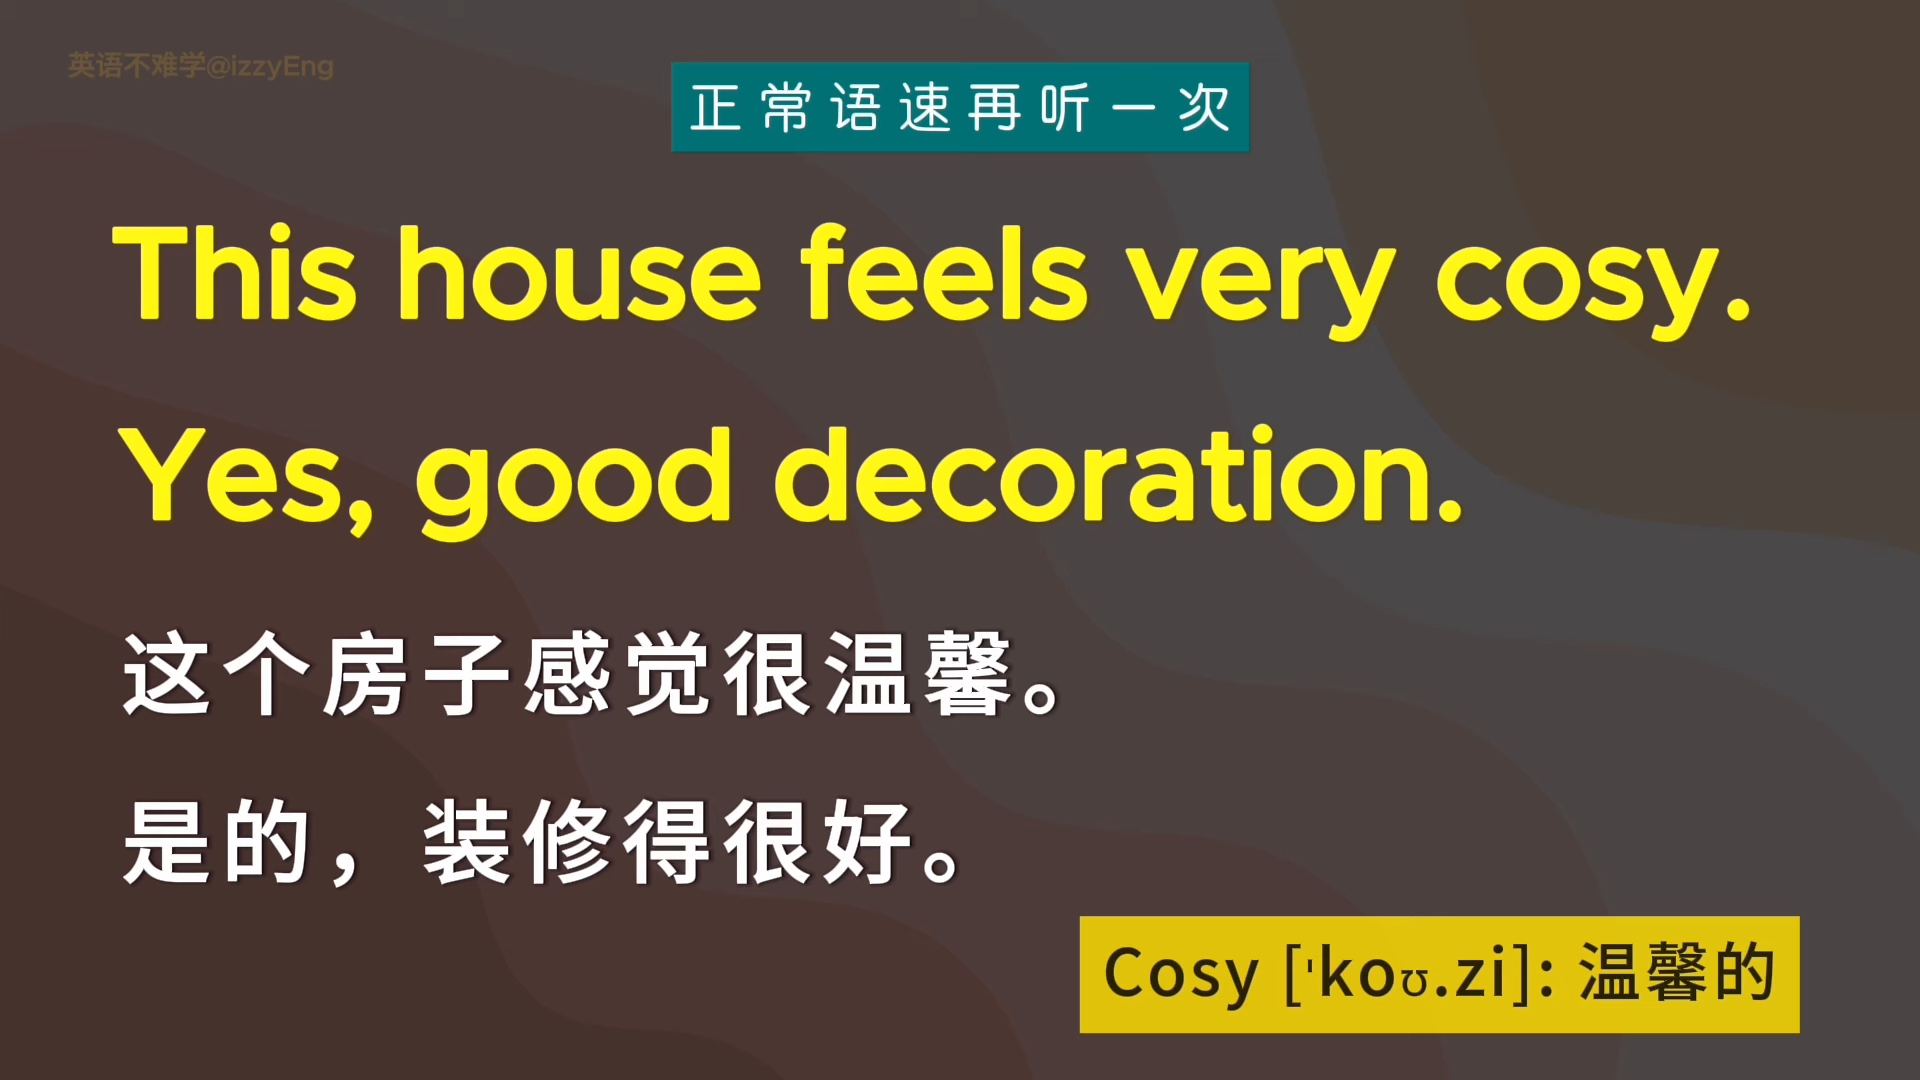 英语不难学@izzyEng
正常语速再听一次
This house feels very cosy.
Yes, good decoration.
这个房子感觉很温馨。
是的，装修得很好。
Cosy [ˈkoʊ.zi]: 温馨的